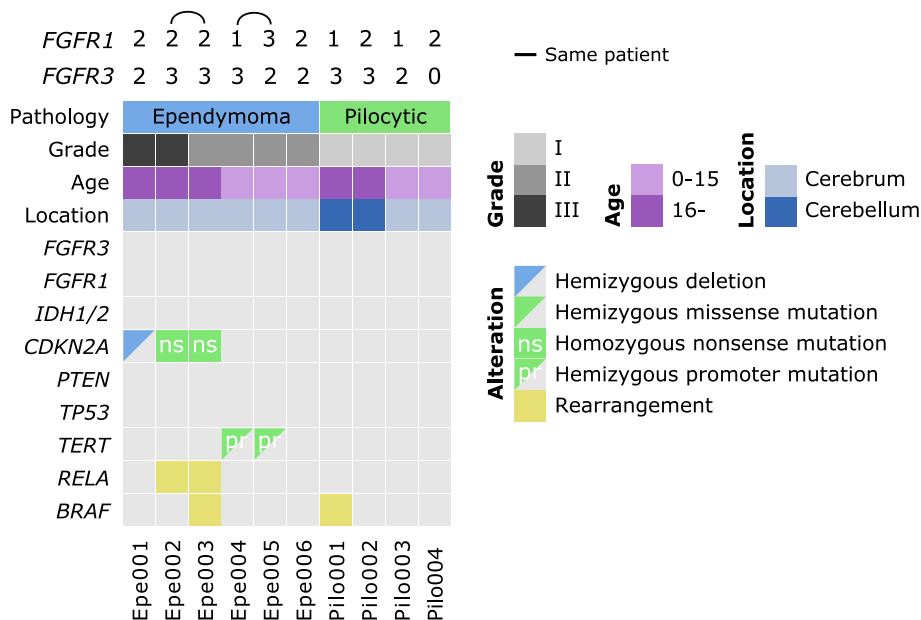 FGFR1 2 2 2 1 3 2 1 2 1 2
FGFR3 2 3 3 3 2 2 3 3 2 0
Same patient
Pathology Ependymoma Pilocytic
Grade
Age
Location
FGFR3
FGFR1
IDH1/2
CDKN2A ns ns
PTEN
TP53
TERT pr pr
RELA
BRAF
Epe001 Epe002 Epe003 Epe004 Epe005 Epe006 Pilo001 Pilo002 Pilo003 Pilo004
Grade
I
II
III
Age
0-15
16-
Location
Cerebrum
Cerebellum
Alteration
Hemizygous deletion
Hemizygous missense mutation
ns Homozygous nonsense mutation
pr Hemizygous promoter mutation
Rearrangement